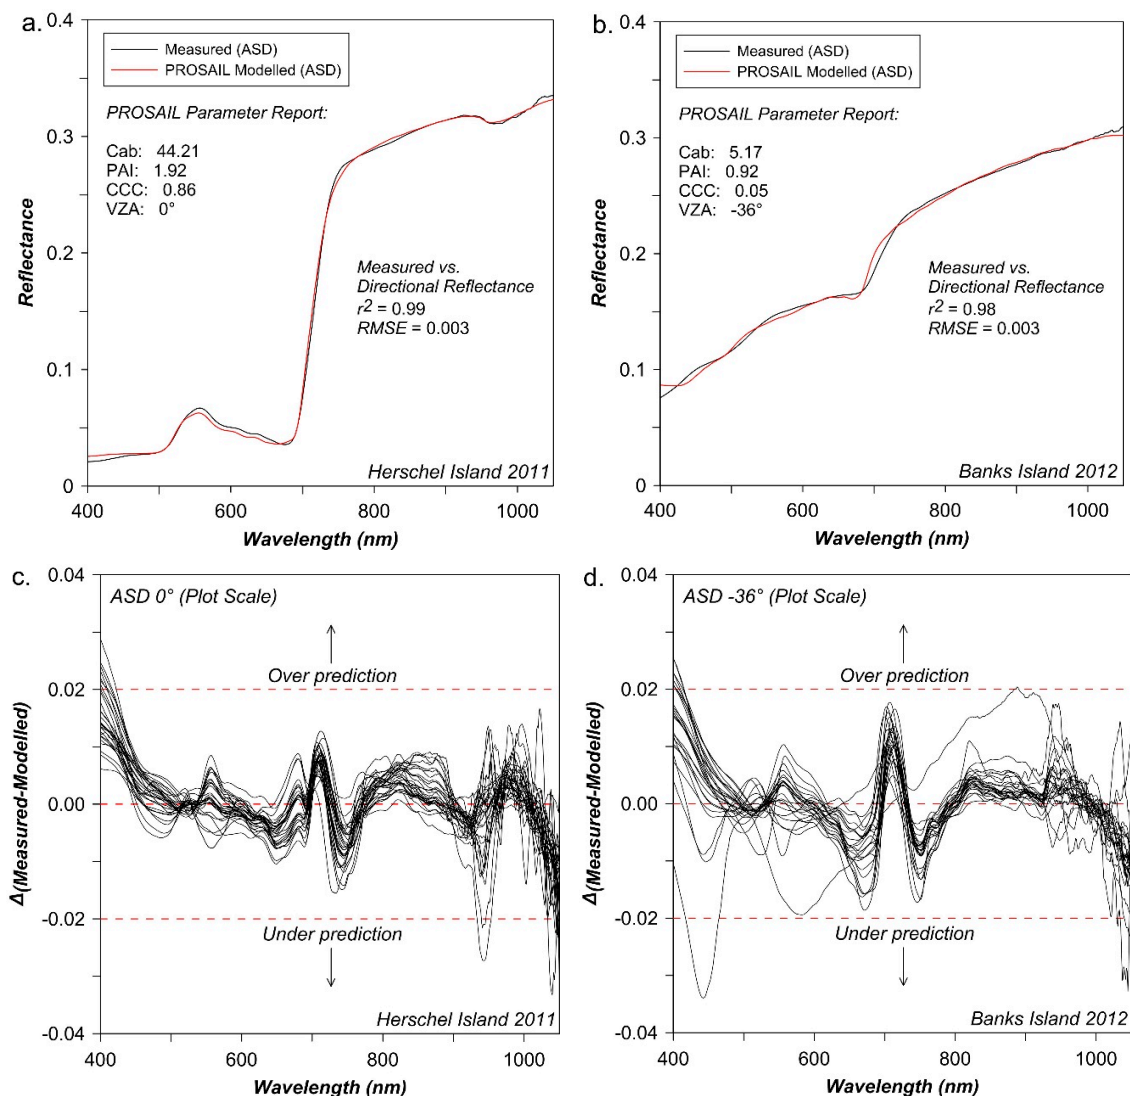 a.
0.4
Measured (ASD)
PROSAIL Modelled (ASD)
PROSAIL Parameter Report:
Cab: 44.21
PAI: 1.92
CCC: 0.86
VZA: 0°
0.3
0.2
0.1
0
Reflectance
Measured vs.
Directional Reflectance
r² = 0.99
RMSE = 0.003
Herschel Island 2011
400 600 800 1000
Wavelength (nm)
b.
0.4
Measured (ASD)
PROSAIL Modelled (ASD)
PROSAIL Parameter Report:
Cab: 5.17
PAI: 0.92
CCC: 0.05
VZA: -36°
0.3
0.2
0.1
0
Reflectance
Measured vs.
Directional Reflectance
r² = 0.98
RMSE = 0.003
Banks Island 2012
400 600 800 1000
Wavelength (nm)
c.
0.04
ASD 0° (Plot Scale)
Over prediction
0.02
0.00
-0.02
-0.04
Δ(Measured-Modelled)
Under prediction
Herschel Island 2011
400 600 800 1000
Wavelength (nm)
d.
0.04
ASD -36° (Plot Scale)
Over prediction
0.02
0.00
-0.02
-0.04
Δ(Measured-Modelled)
Under prediction
Banks Island 2012
400 600 800 1000
Wavelength (nm)